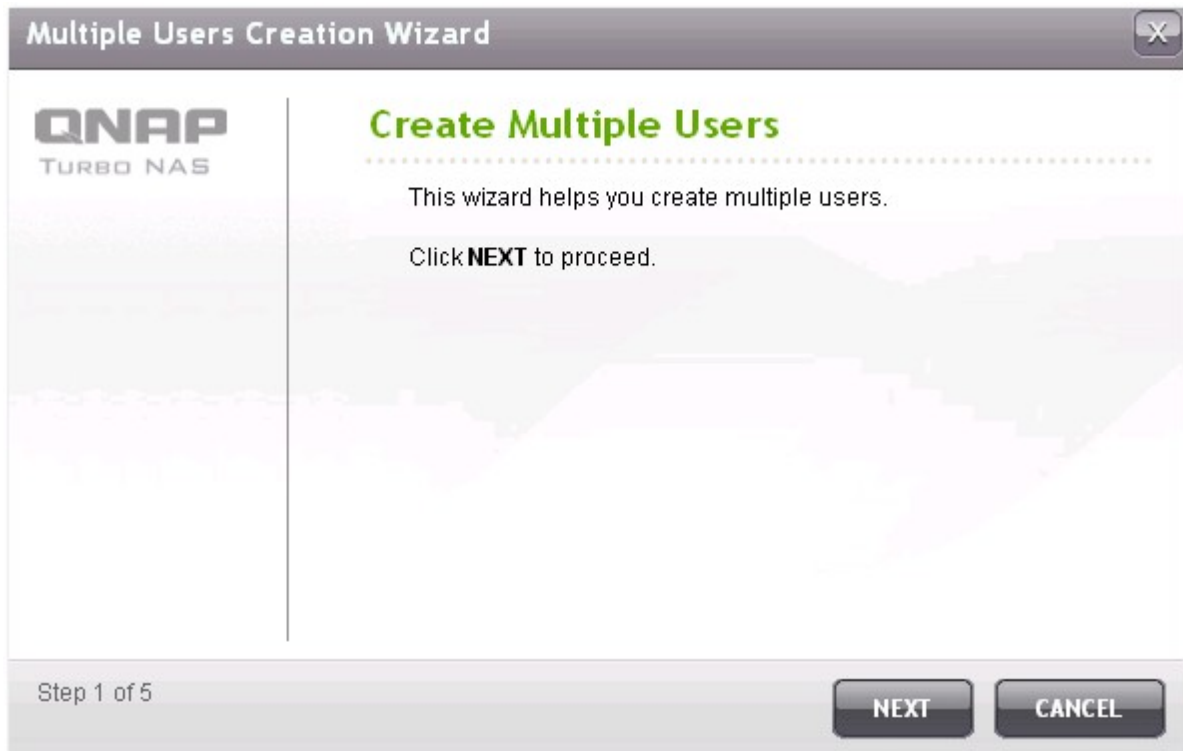 Multiple Users Creation Wizard
X
QNAP
TURBO NAS
Create Multiple Users
This wizard helps you create multiple users.
Click NEXT to proceed.
Step 1 of 5
NEXT
CANCEL